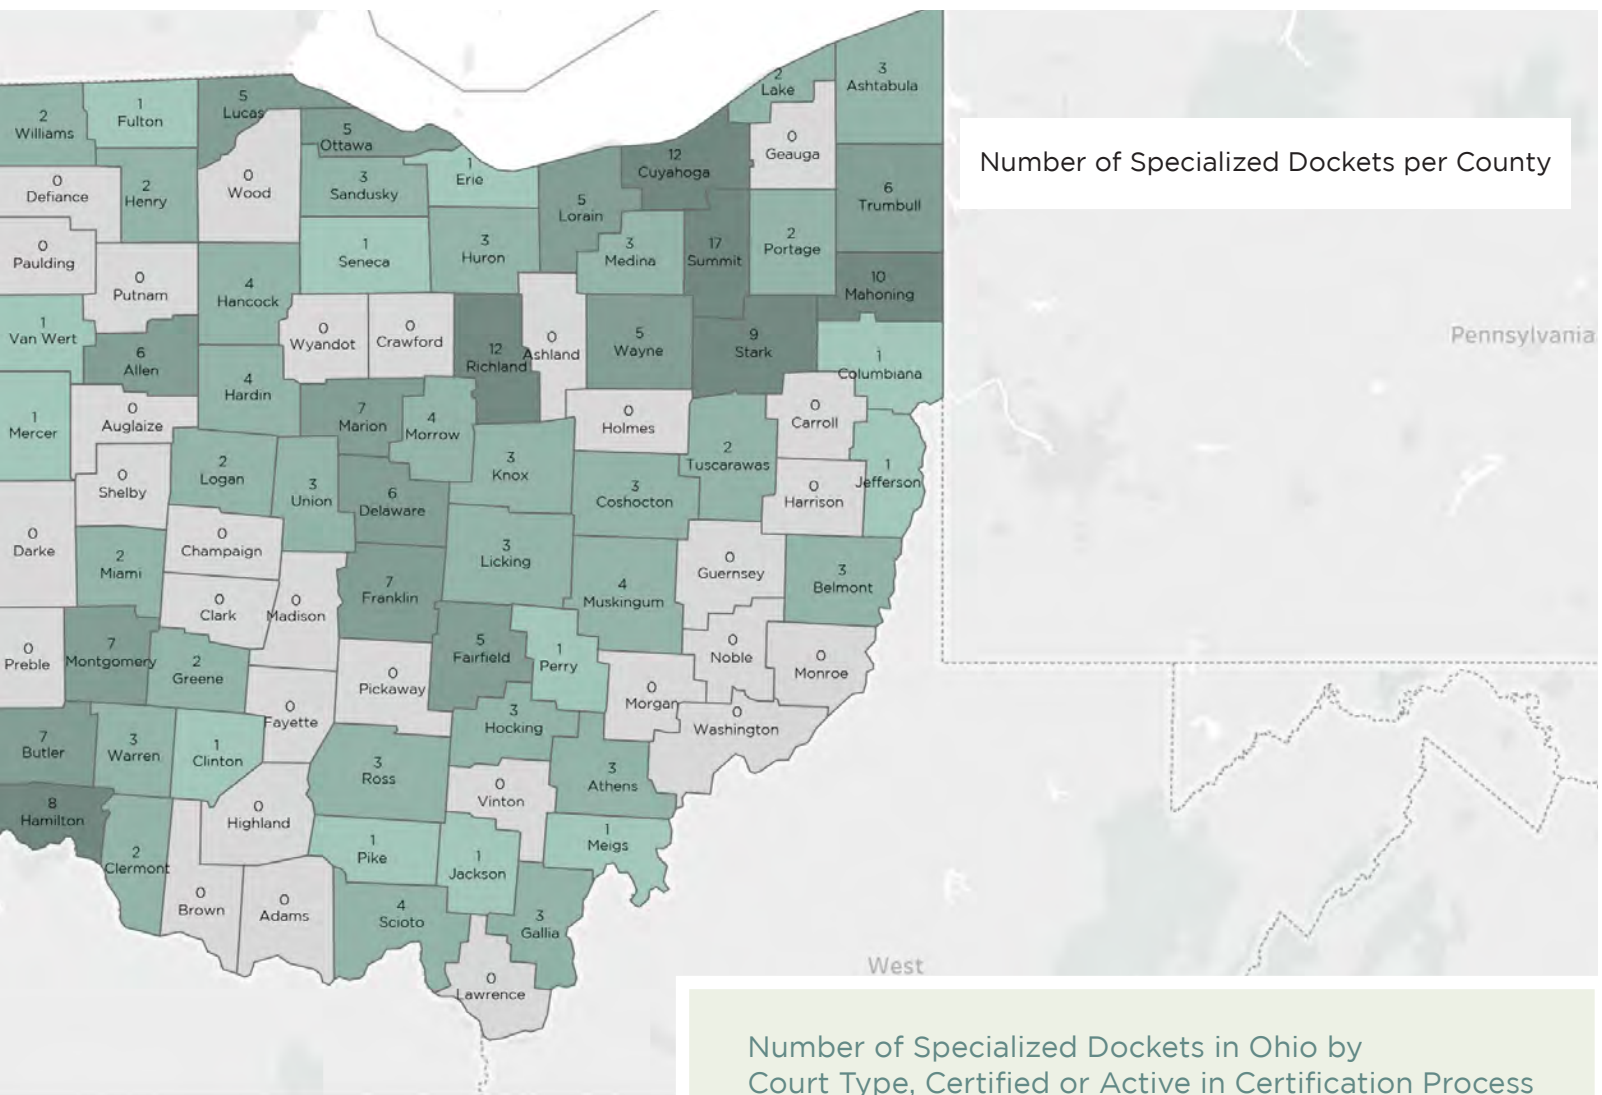 2
Lake
3
Ashtabula
2
Williams
1
Fulton
5
Lucas
5
Ottawa
0
Geauga
12
Cuyahoga
Number of Specialized Dockets per County
0
Defiance
2
Henry
0
Wood
3
Sandusky
1
Erie
5
Lorain
6
Trumbull
0
Paulding
1
Seneca
3
Huron
3
Medina
17
Summit
2
Portage
0
Putnam
4
Hancock
10
Mahoning
1
Van Wert
6
Allen
0
Wyandot
0
Crawford
12
Richland
0
Ashland
5
Wayne
9
Stark
1
Columbiana
Pennsylvania
4
Hardin
1
Mercer
0
Auglaize
7
Marion
4
Morrow
0
Holmes
0
Carroll
0
Shelby
2
Logan
3
Union
6
Delaware
3
Knox
3
Coshocton
2
Tuscarawas
0
Harrison
1
Jefferson
0
Darke
2
Miami
0
Champaign
3
Licking
0
Guernsey
3
Belmont
0
Clark
0
Madison
7
Franklin
4
Muskingum
0
Preble
7
Montgomery
2
Greene
0
Pickaway
5
Fairfield
1
Perry
0
Noble
0
Monroe
0
Morgan
0
Fayette
3
Hocking
0
Washington
7
Butler
3
Warren
1
Clinton
3
Ross
0
Vinton
3
Athens
8
Hamilton
0
Highland
1
Pike
1
Jackson
1
Meigs
2
Clermont
0
Brown
0
Adams
4
Scioto
3
Gallia
0
Lawrence
West
Number of Specialized Dockets in Ohio by
Court Type, Certified or Active in Certification Process